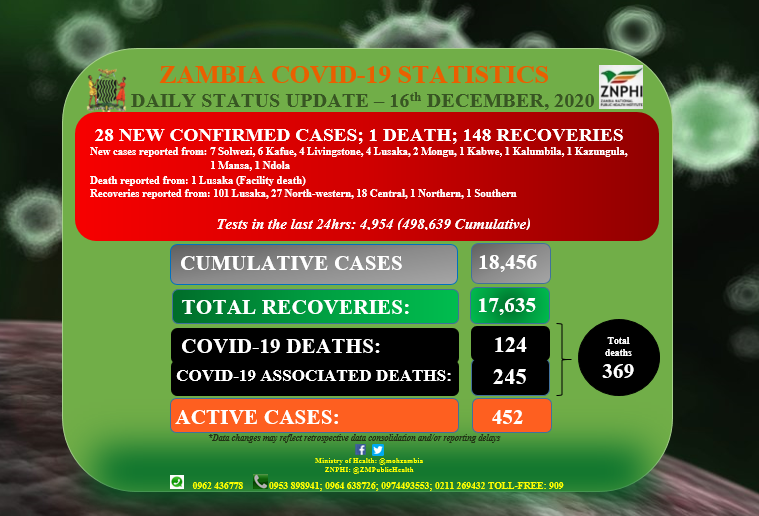 ZAMBIA COVID-19 STATISTICS
DAILY STATUS UPDATE – 16th DECEMBER, 2020
ZNPHI
ZAMBIA NATIONAL
PUBLIC HEALTH INSTITUTE
28 NEW CONFIRMED CASES; 1 DEATH; 148 RECOVERIES
New cases reported from: 7 Solwezi, 6 Kafue, 4 Livingstone, 4 Lusaka, 2 Mongu, 1 Kabwe, 1 Kalumbila, 1 Kazungula,
1 Mansa, 1 Ndola
Death reported from: 1 Lusaka (Facility death)
Recoveries reported from: 101 Lusaka, 27 North-western, 18 Central, 1 Northern, 1 Southern
Tests in the last 24hrs: 4,954 (498,639 Cumulative)
CUMULATIVE CASES 18,456
TOTAL RECOVERIES: 17,635
COVID-19 DEATHS: 124
COVID-19 ASSOCIATED DEATHS: 245
Total
deaths
369
ACTIVE CASES: 452
*Data changes may reflect retrospective data consolidation and/or reporting delays
Ministry of Health: @mohzambia
ZNPHI: @ZMPublicHealth
0962 436778 0953 898941; 0964 638726; 0974493553; 0211 269432 TOLL-FREE: 909